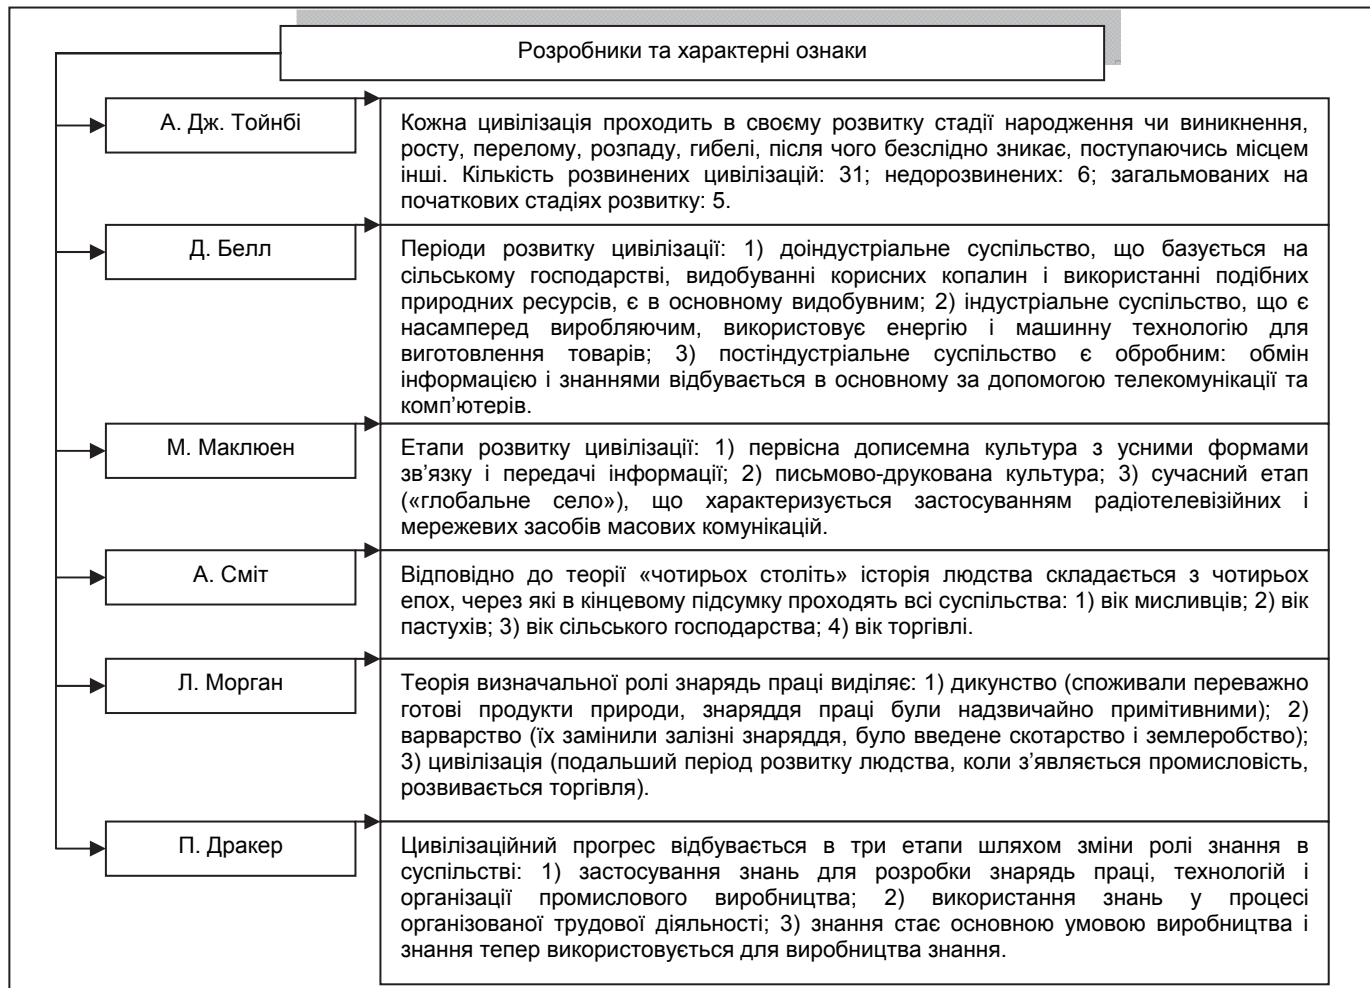 Розробники та характерні ознаки
А. Дж. Тойнбі
Кожна цивілізація проходить в своєму розвитку стадії народження чи виникнення,
росту, перелому, розпаду, гибелі, після чого безслідно зникає, поступаючись місцем
інші. Кількість розвинених цивілізацій: 31; недорозвинених: 6; загальмованих на
початкових стадіях розвитку: 5.
Д. Белл
Періоди розвитку цивілізації: 1) доіндустріальне суспільство, що базується на
сільському господарстві, видобуванні корисних копалин і використанні подібних
природних ресурсів, є в основному видобувним; 2) індустріальне суспільство, що є
насамперед виробляючим, використовує енергію і машинну технологію для
виготовлення товарів; 3) постіндустріальне суспільство є обробним: обмін
інформацією і знаннями відбувається в основному за допомогою телекомунікації та
комп’ютерів.
М. Маклюен
Етапи розвитку цивілізації: 1) первісна дописемна культура з усними формами
зв’язку і передачі інформації; 2) письмово-друкована культура; 3) сучасний етап
(«глобальне село»), що характеризується застосуванням радіотелевізійних і
мережевих засобів масових комунікацій.
А. Сміт
Відповідно до теорії «чотирьох століть» історія людства складається з чотирьох
епох, через які в кінцевому підсумку проходять всі суспільства: 1) вік мисливців; 2) вік
пастухів; 3) вік сільського господарства; 4) вік торгівлі.
Л. Морган
Теорія визначальної ролі знарядь праці виділяє: 1) дикунство (споживали переважно
готові продукти природи, знаряддя праці були надзвичайно примітивними); 2)
варварство (їх замінили залізні знаряддя, було введене скотарство і землеробство);
3) цивілізація (подальший період розвитку людства, коли з’являється промисловість,
розвивається торгівля).
П. Дракер
Цивілізаційний прогрес відбувається в три етапи шляхом зміни ролі знання в
суспільстві: 1) застосування знань для розробки знарядь праці, технологій і
організації промислового виробництва; 2) використання знань у процесі
організованої трудової діяльності; 3) знання стає основною умовою виробництва і
знання тепер використовується для виробництва знання.